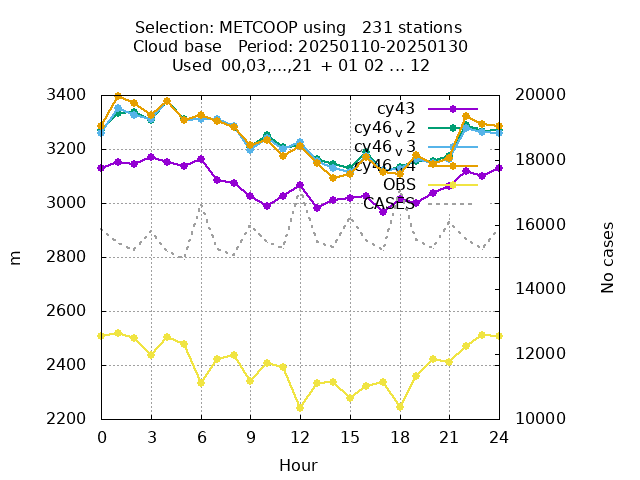 Selection: METCOOP using   231 stations
Cloud base   Period: 20250110-20250130
Used  00,03,...,21  + 01 02 ... 12
3400
3200
3000
2800
2600
2400
2200
m
20000
18000
16000
14000
12000
10000
No cases
cy43
cy46_v2
cy46_v3
cy46_v4
OBS
CASES
0 3 6 9 12 15 18 21 24
Hour